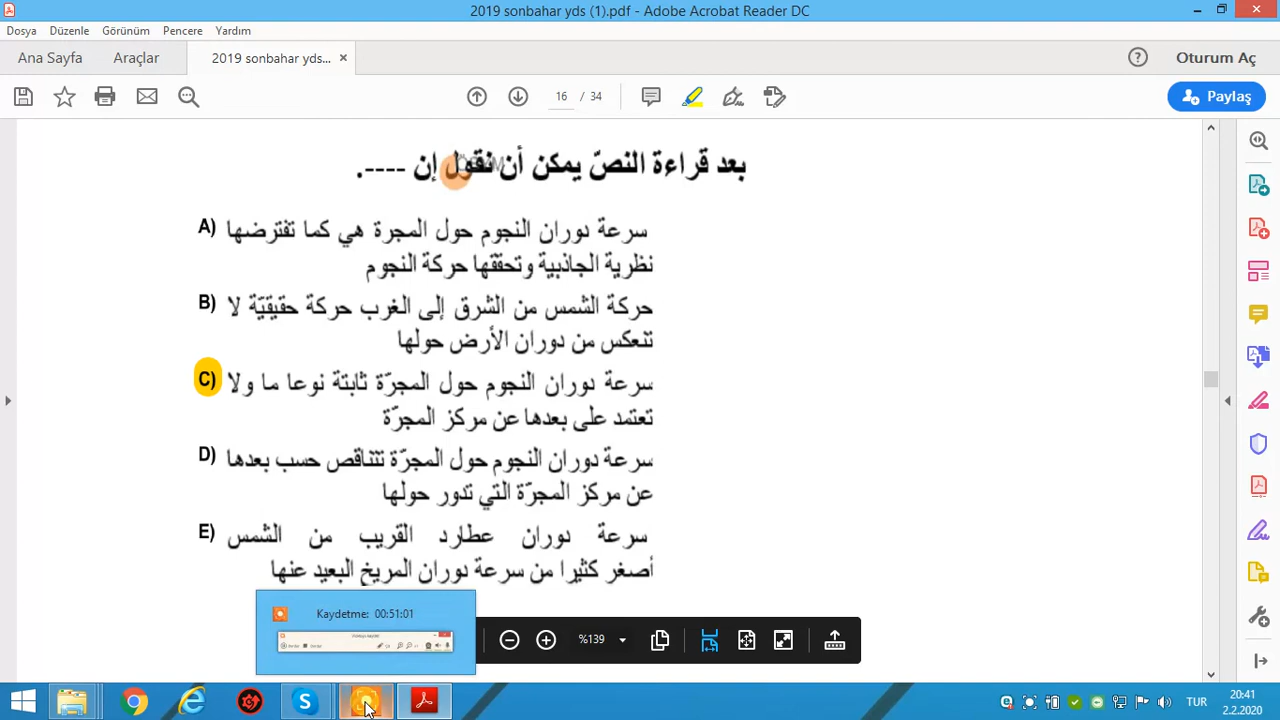 2019 sonbahar yds (1).pdf - Adobe Acrobat Reader DC
Dosya Düzenle Görünüm Pencere Yardım
Ana Sayfa Araçlar 2019 sonbahar yds... × ? Oturum Aç
16 / 34 Paylaş
بعد قراءة النصّ يمكن أن نقول إن ----.
A) سرعة دوران النجوم حول المجرة هي كما تفترضها
نظرية الجاذبية وتحققها حركة النجوم
B) حركة الشمس من الشرق إلى الغرب حركة حقيقيّة لا
تنعكس من دوران الأرض حولها
C) سرعة دوران النجوم حول المجرّة ثابتة نوعا ما ولا
تعتمد على بعدها عن مركز المجرّة
D) سرعة دوران النجوم حول المجرّة تتناقص حسب بعدها
عن مركز المجرّة التي تدور حولها
E) سرعة دوران عطارد القريب من الشمس
أصغر كثيرا من سرعة دوران المريخ البعيد عنها
Kaydetme: 00:51:01
%139
TUR 20:41
2.2.2020